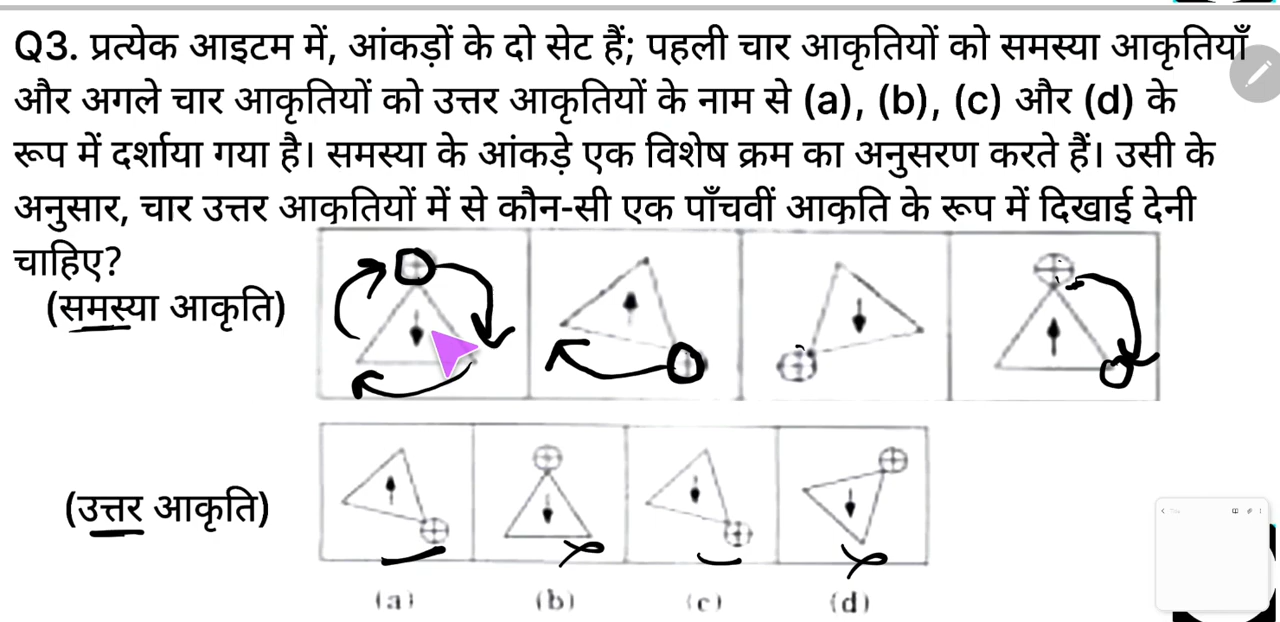 Q3. प्रत्येक आइटम में, आंकड़ों के दो सेट हैं; पहली चार आकृतियों को समस्या आकृतियाँ
और अगले चार आकृतियों को उत्तर आकृतियों के नाम से (a), (b), (c) और (d) के
रूप में दर्शाया गया है। समस्या के आंकड़े एक विशेष क्रम का अनुसरण करते हैं। उसी के
अनुसार, चार उत्तर आकृतियों में से कौन-सी एक पाँचवीं आकृति के रूप में दिखाई देनी
चाहिए?
(समस्या आकृति)
(उत्तर आकृति)
(a) (b) (c) (d)